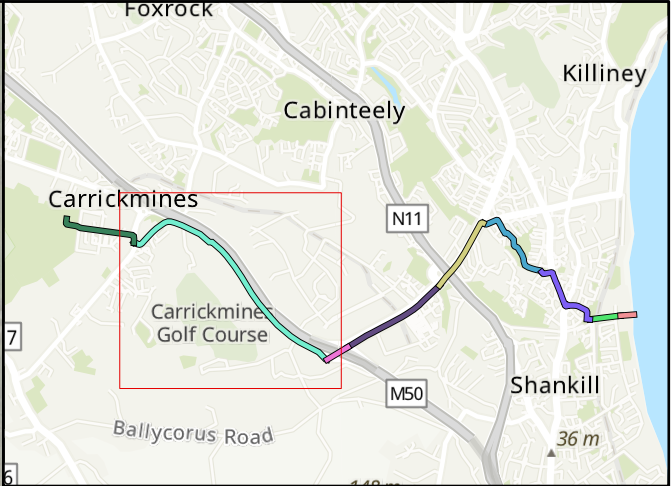 Foxrock
Killiney
Cabinteely
Carrickmines
N11
Carrickmines
Golf Course
7
M50
Shankill
Ballycorus Road
36 m
6